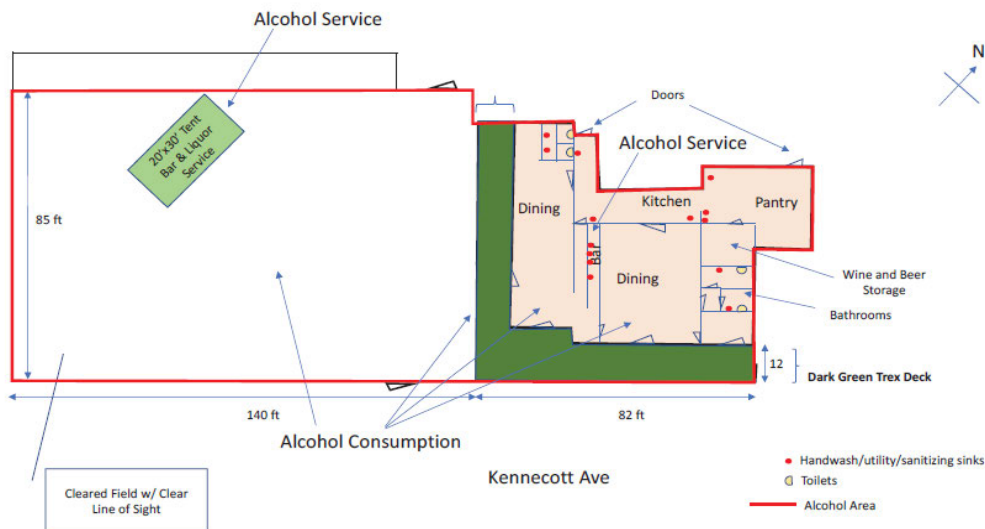 Alcohol Service
N
20'x30' Tent
Bar & Liquor
Service
Doors
Alcohol Service
Dining
Kitchen
Pantry
85 ft
Bar
Dining
Wine and Beer
Storage
Bathrooms
12
Dark Green Trex Deck
140 ft
82 ft
Alcohol Consumption
Kennecott Ave
Cleared Field w/ Clear
Line of Sight
Handwash/utility/sanitizing sinks
Toilets
Alcohol Area